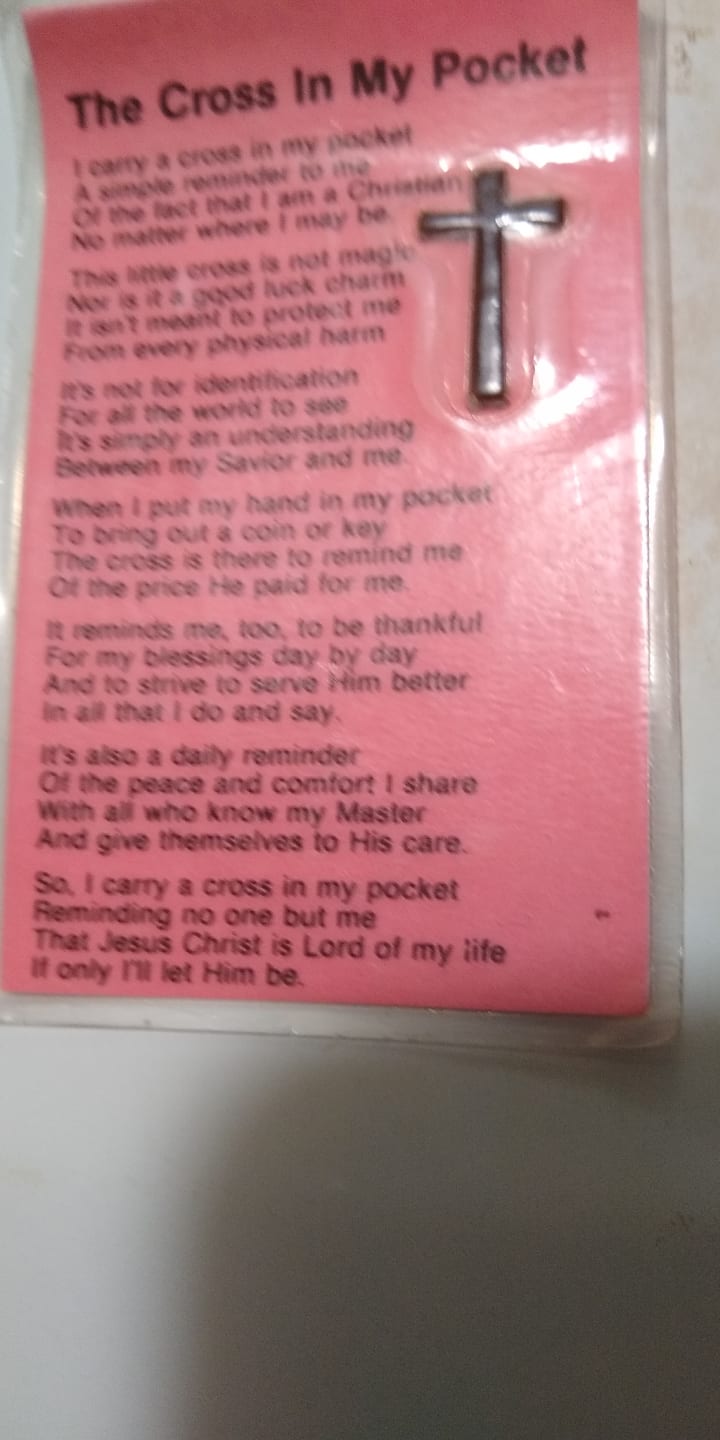 The Cross In My Pocket
I carry a cross in my pocket
A simple reminder to me
Of the fact that I am a Christian
No matter where I may be.
This little cross is not magic
Nor is it a good luck charm
It isn't meant to protect me
From every physical harm
It's not for identification
For all the world to see
It's simply an understanding
Between my Savior and me.
When I put my hand in my pocket
To bring out a coin or key
The cross is there to remind me
Of the price He paid for me.
It reminds me, too, to be thankful
For my blessings day by day
And to strive to serve Him better
In all that I do and say.
It's also a daily reminder
Of the peace and comfort I share
With all who know my Master
And give themselves to His care.
So, I carry a cross in my pocket
Reminding no one but me
That Jesus Christ is Lord of my life
If only I'll let Him be.